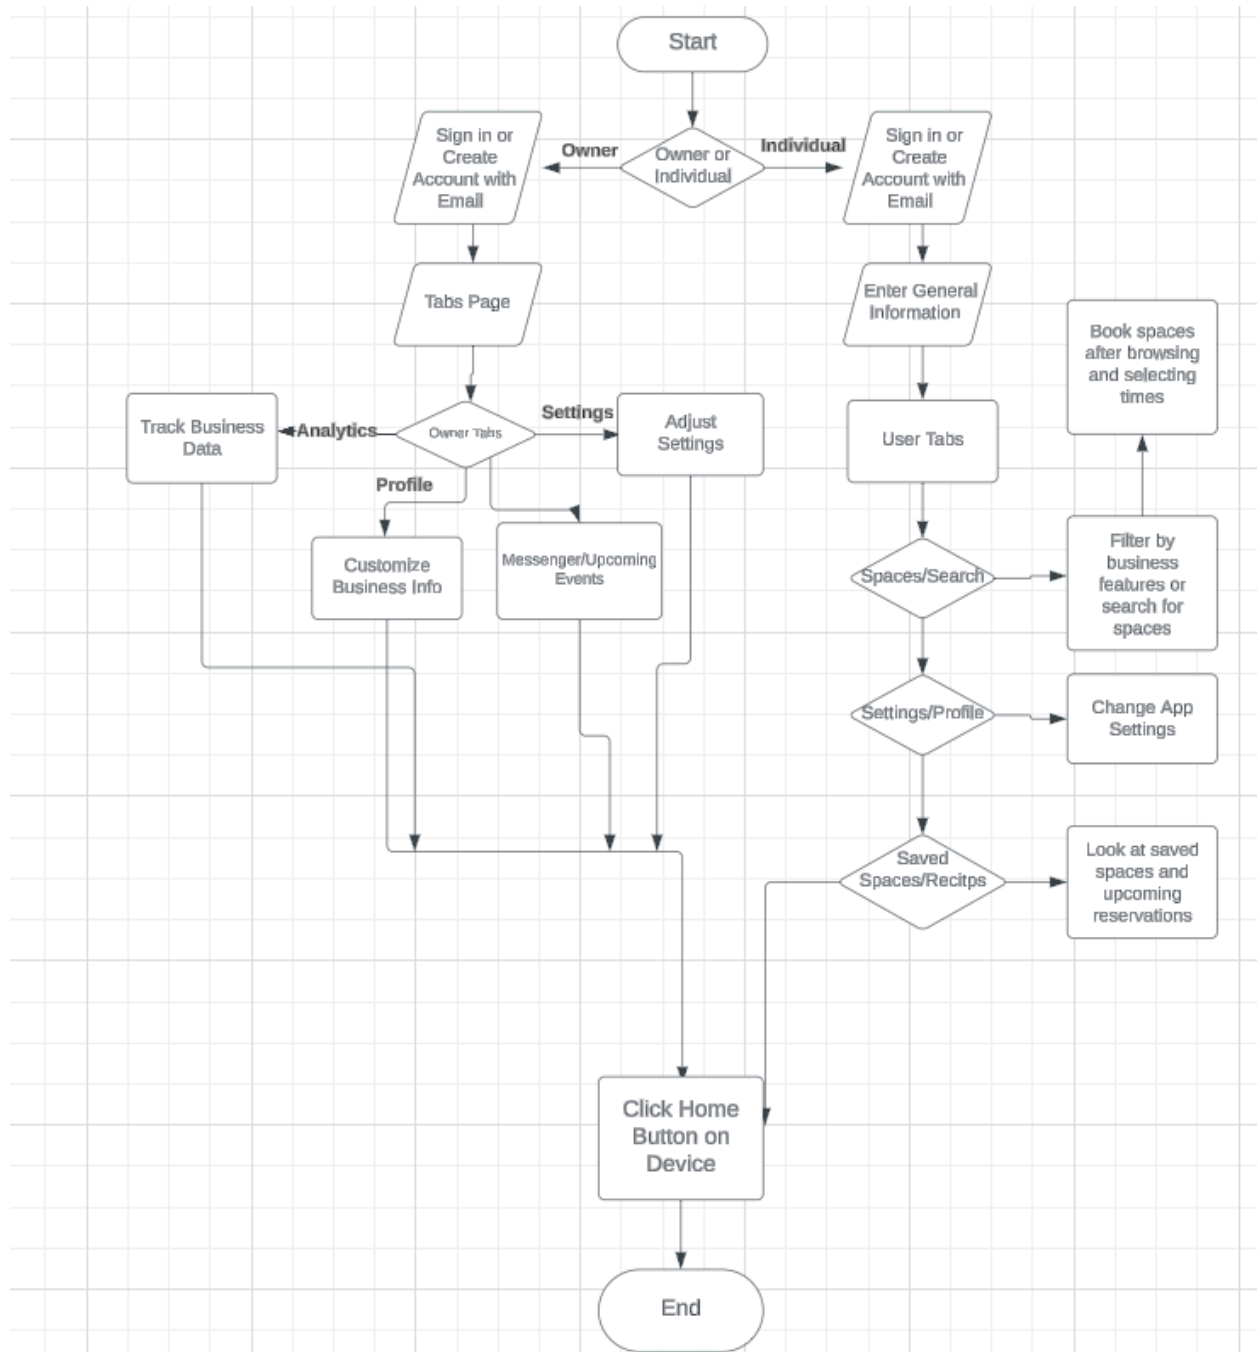 Start
Owner or
Individual
Owner
Individual
Sign in or
Create
Account with
Email
Tabs Page
Owner Tabs
Analytics
Track Business
Data
Profile
Customize
Business Info
Messenger/Upcoming
Events
Settings
Adjust
Settings
Sign in or
Create
Account with
Email
Enter General
Information
User Tabs
Spaces/Search
Filter by
business
features or
search for
spaces
Book spaces
after browsing
and selecting
times
Settings/Profile
Change App
Settings
Saved
Spaces/Recitps
Look at saved
spaces and
upcoming
reservations
Click Home
Button on
Device
End